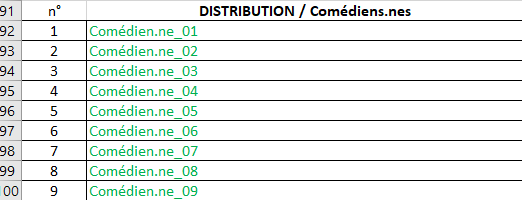 91 n° DISTRIBUTION / Comédiens.nes
92 1 Comédien.ne_01
93 2 Comédien.ne_02
94 3 Comédien.ne_03
95 4 Comédien.ne_04
96 5 Comédien.ne_05
97 6 Comédien.ne_06
98 7 Comédien.ne_07
99 8 Comédien.ne_08
100 9 Comédien.ne_09